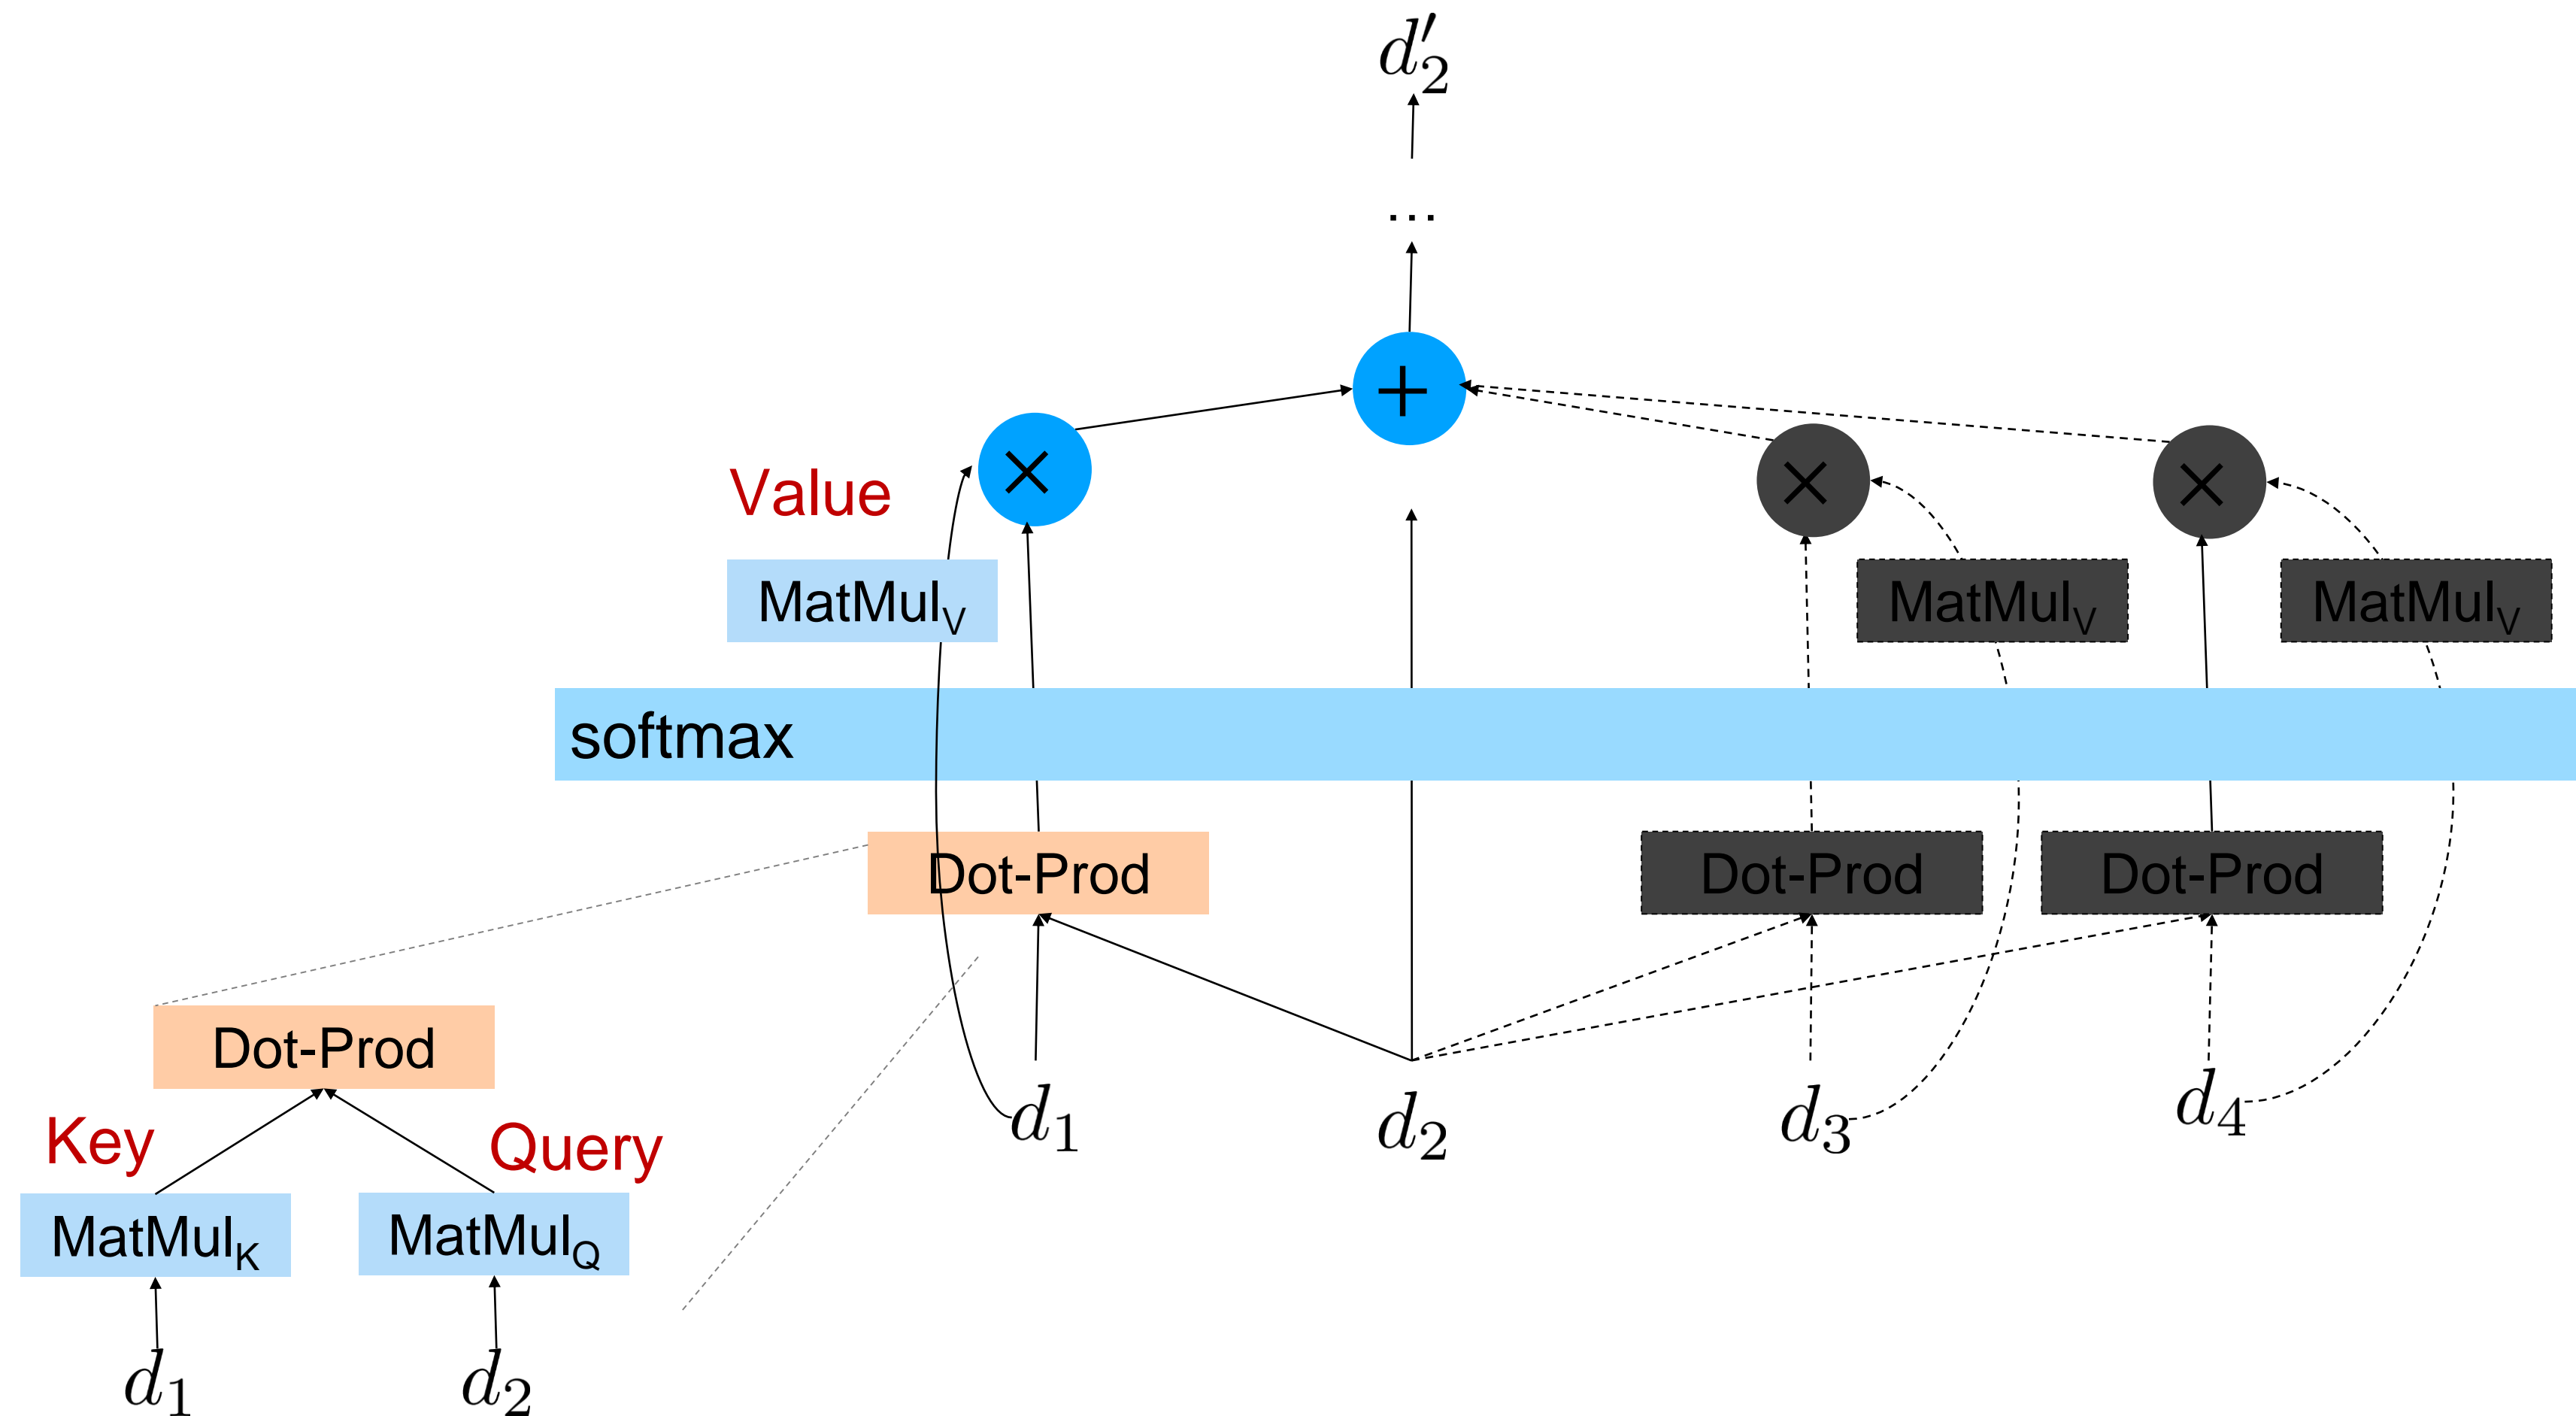 d′₂
...
+
×
×
×
Value
MatMulV
MatMulV
MatMulV
softmax
Dot-Prod
Dot-Prod
Dot-Prod
Dot-Prod
Key
Query
d₁
d₂
d₃
d₄
MatMulK
MatMulQ
d₁
d₂